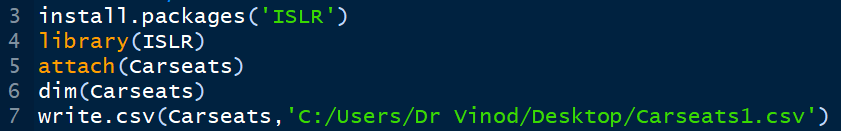 3 install.packages('ISLR')
4 library(ISLR)
5 attach(Carseats)
6 dim(Carseats)
7 write.csv(Carseats,'C:/Users/Dr Vinod/Desktop/Carseats1.csv')